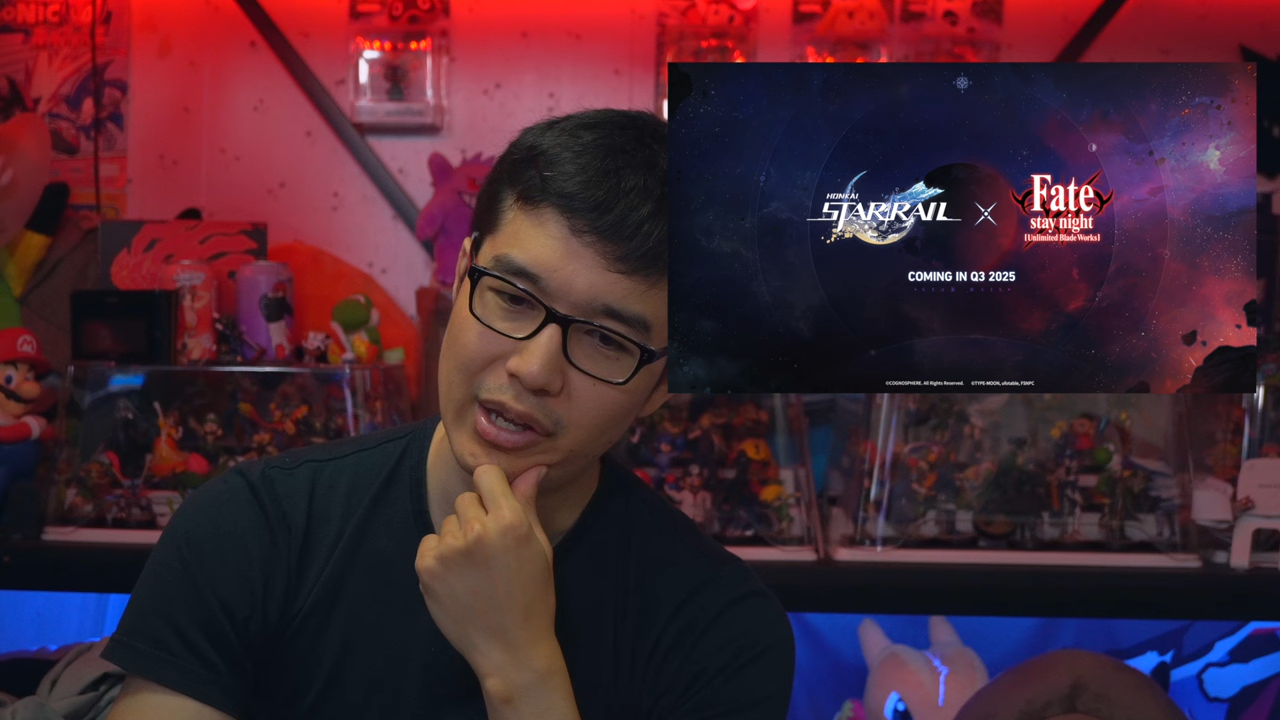 SONIC
HONKAI
STAR RAIL
Fate
stay night
[Unlimited Blade Works]
COMING IN Q3 2025
©COGNOSPHERE. All Rights Reserved. ©TYPE-MOON, ufotable, FSNPC